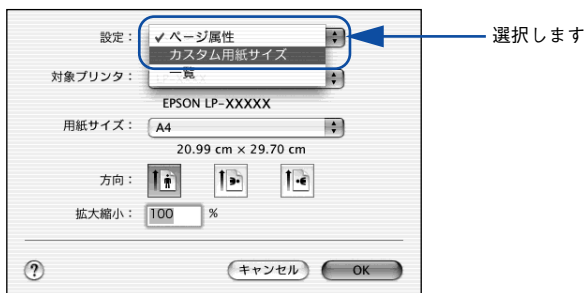 設定：
✓ ページ属性
カスタム用紙サイズ
一覧
選択します
対象プリンタ：
EPSON LP-XXXXX
用紙サイズ： A4
20.99 cm × 29.70 cm
方向：
拡大縮小： 100 %
? キャンセル OK